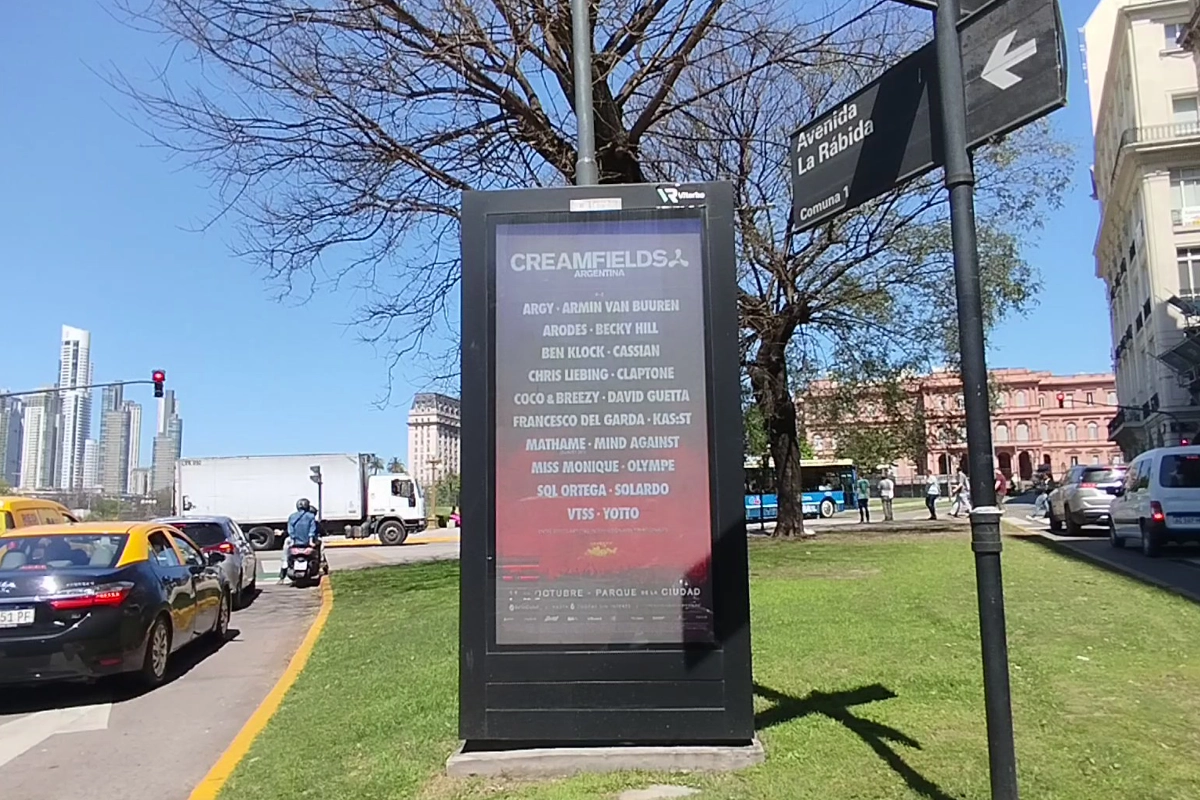 Avenida
La Rábida
Comuna 1
Viarbo
CREAMFIELDS
ARGENTINA
ARGY · ARMIN VAN BUUREN
ARODES · BECKY HILL
BEN KLOCK · CASSIAN
CHRIS LIEBING · CLAPTONE
COCO & BREEZY · DAVID GUETTA
FRANCESCO DEL GARDA · KAS:ST
MATHAME · MIND AGAINST
MISS MONIQUE · OLYMPE
SQL ORTEGA · SOLARDO
VTSS · YOTTO
OCTUBRE - PARQUE DE LA CIUDAD